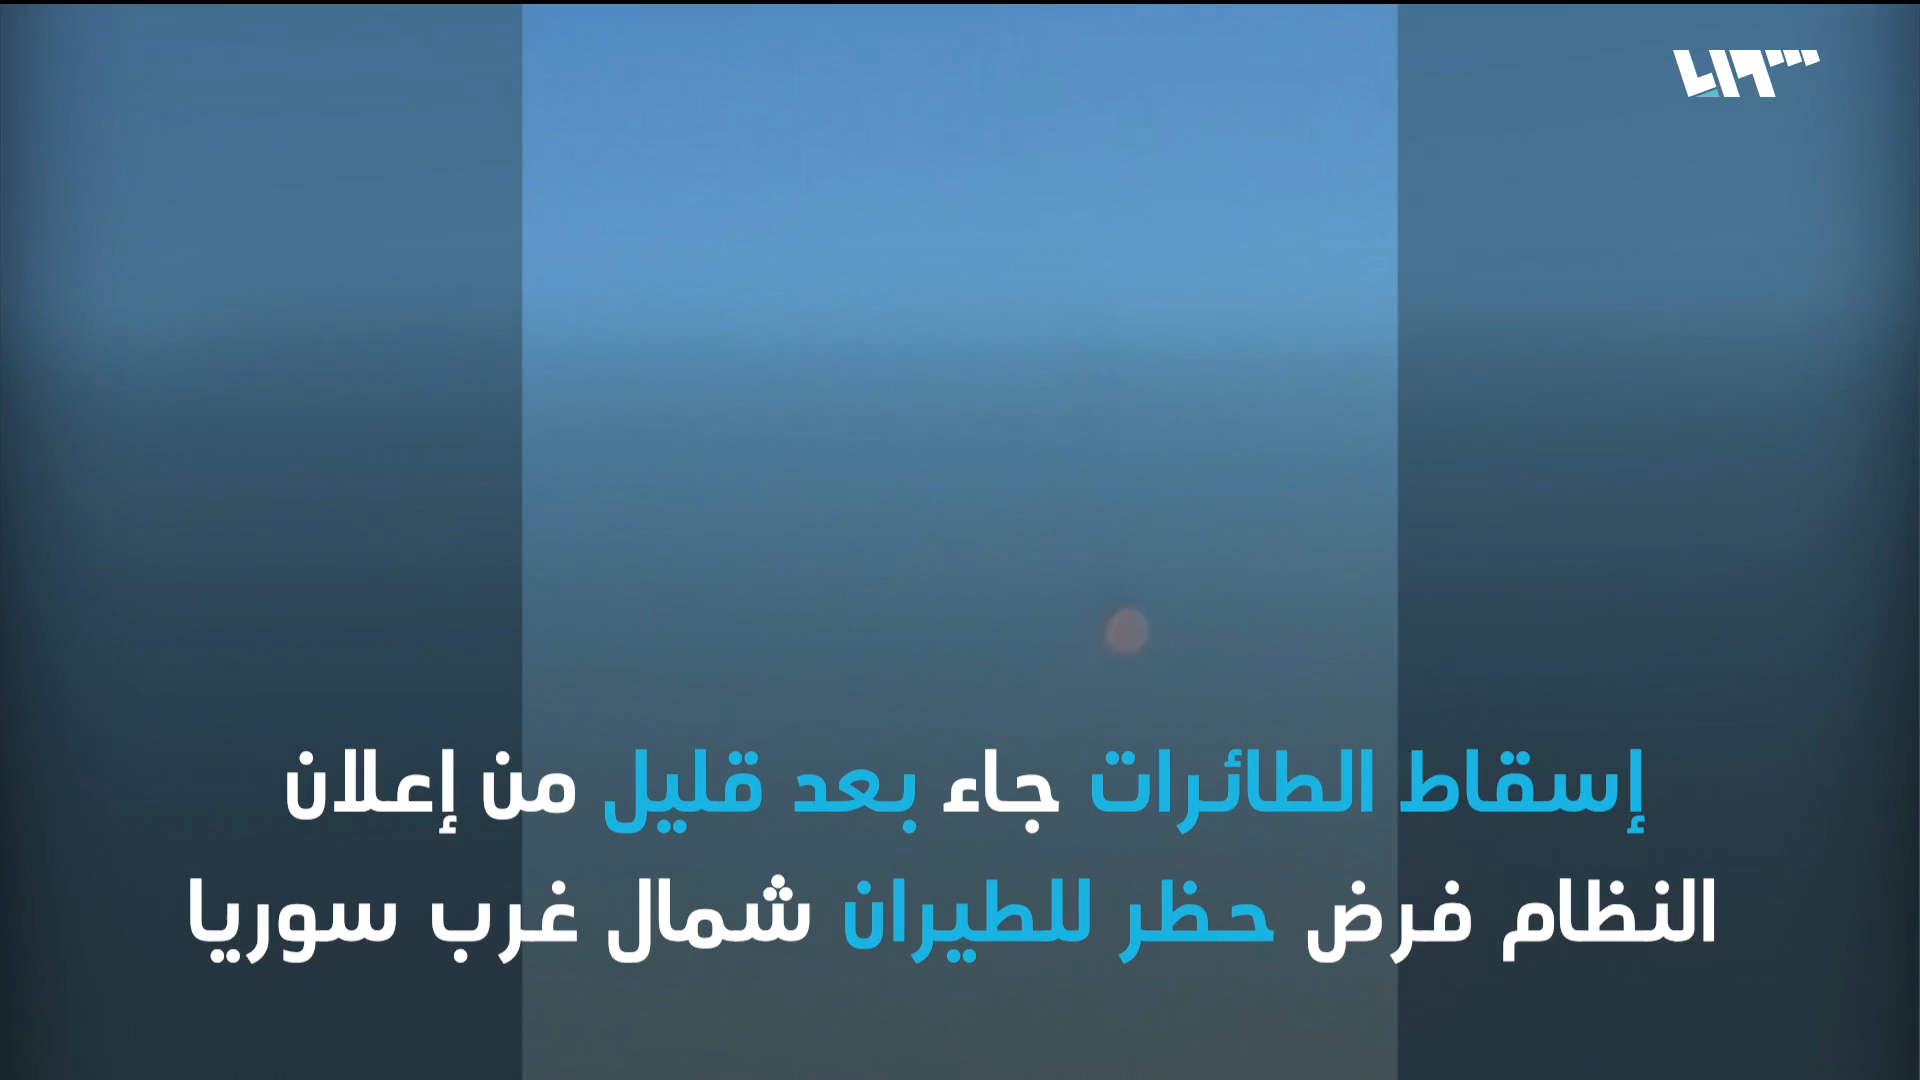 إسقاط الطائرات جاء بعد قليل من إعلان
النظام فرض حظر للطيران شمال غرب سوريا